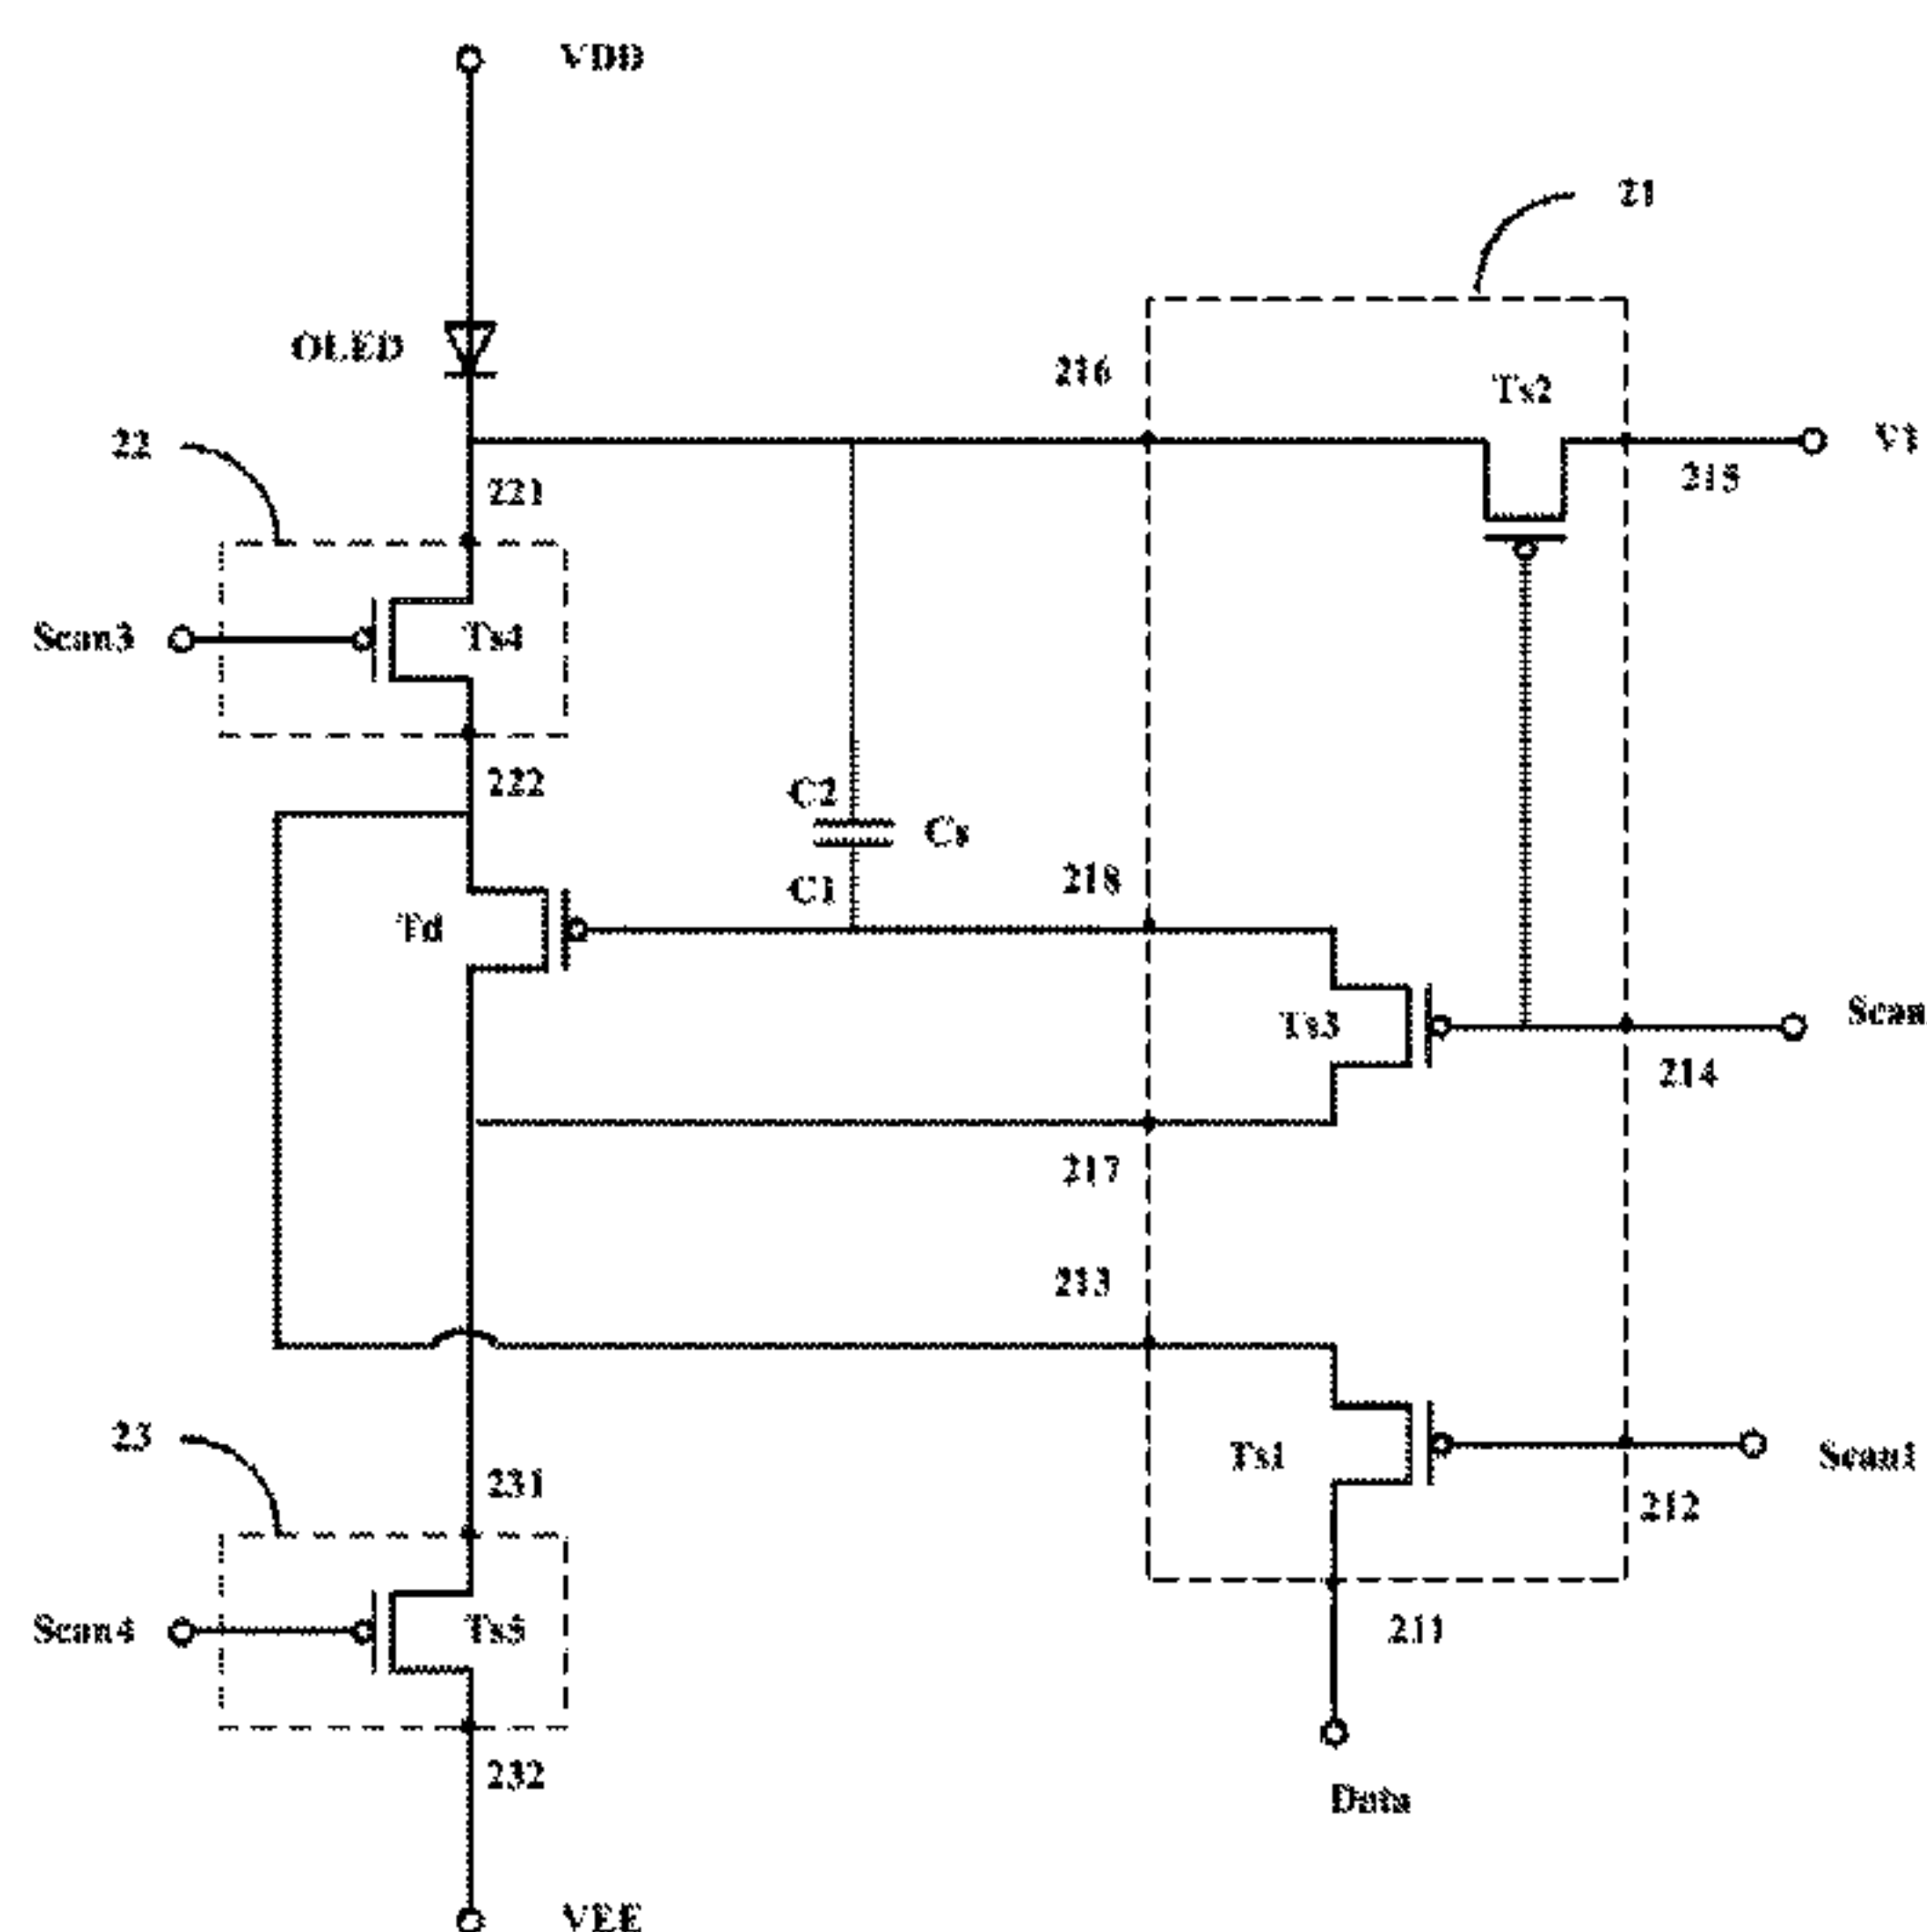 VDD
21
OLED
216
Ts2
22
V1
221
215
Scan3
Ts4
222
C2
Cs
218
C1
Td
Scan
Ts3
214
217
213
23
231
Ts1
Scan1
212
Scan4
Ts5
211
232
Data
VEE